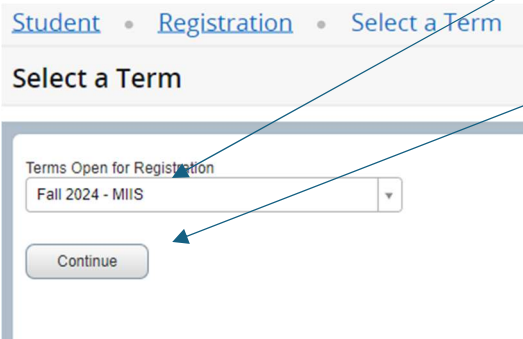 Student • Registration • Select a Term
Select a Term
Terms Open for Registration
Fall 2024 - MIIS
Continue